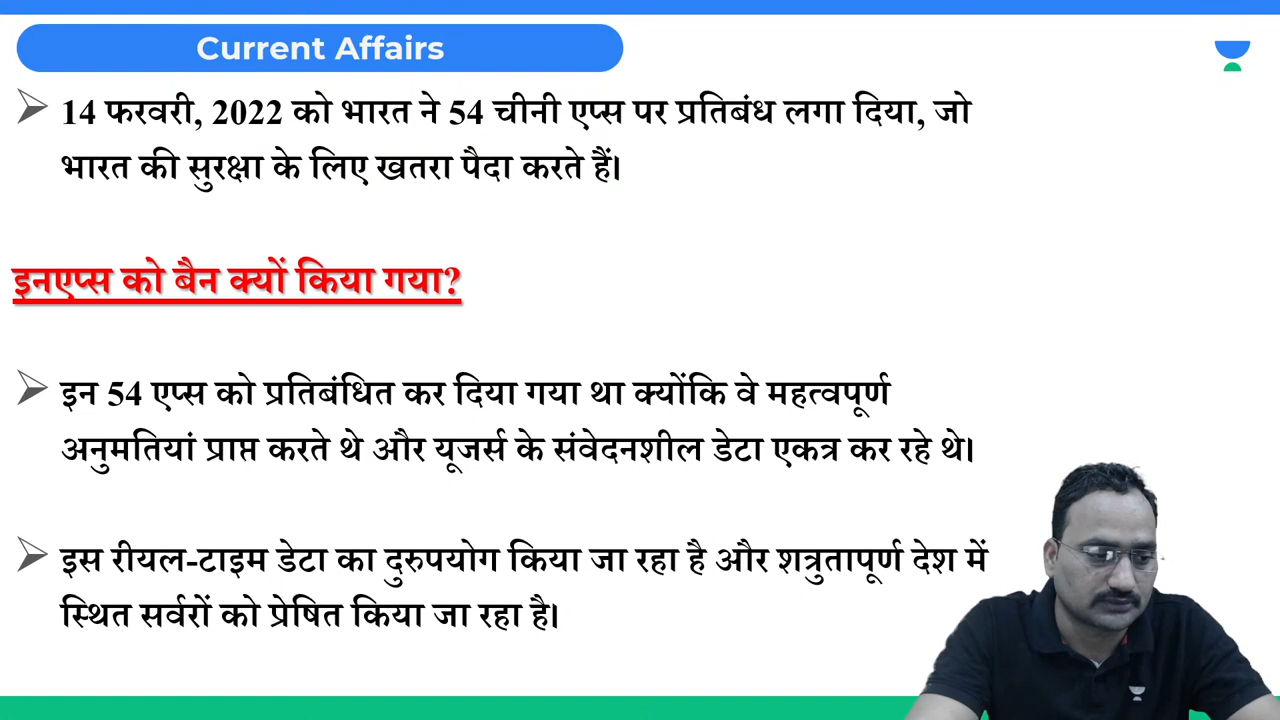 Current Affairs
14 फरवरी, 2022 को भारत ने 54 चीनी एप्स पर प्रतिबंध लगा दिया, जो
भारत की सुरक्षा के लिए खतरा पैदा करते हैं।
इनएप्स को बैन क्यों किया गया?
इन 54 एप्स को प्रतिबंधित कर दिया गया था क्योंकि वे महत्वपूर्ण
अनुमतियां प्राप्त करते थे और यूजर्स के संवेदनशील डेटा एकत्र कर रहे थे।
इस रीयल-टाइम डेटा का दुरुपयोग किया जा रहा है और शत्रुतापूर्ण देश में
स्थित सर्वरों को प्रेषित किया जा रहा है।